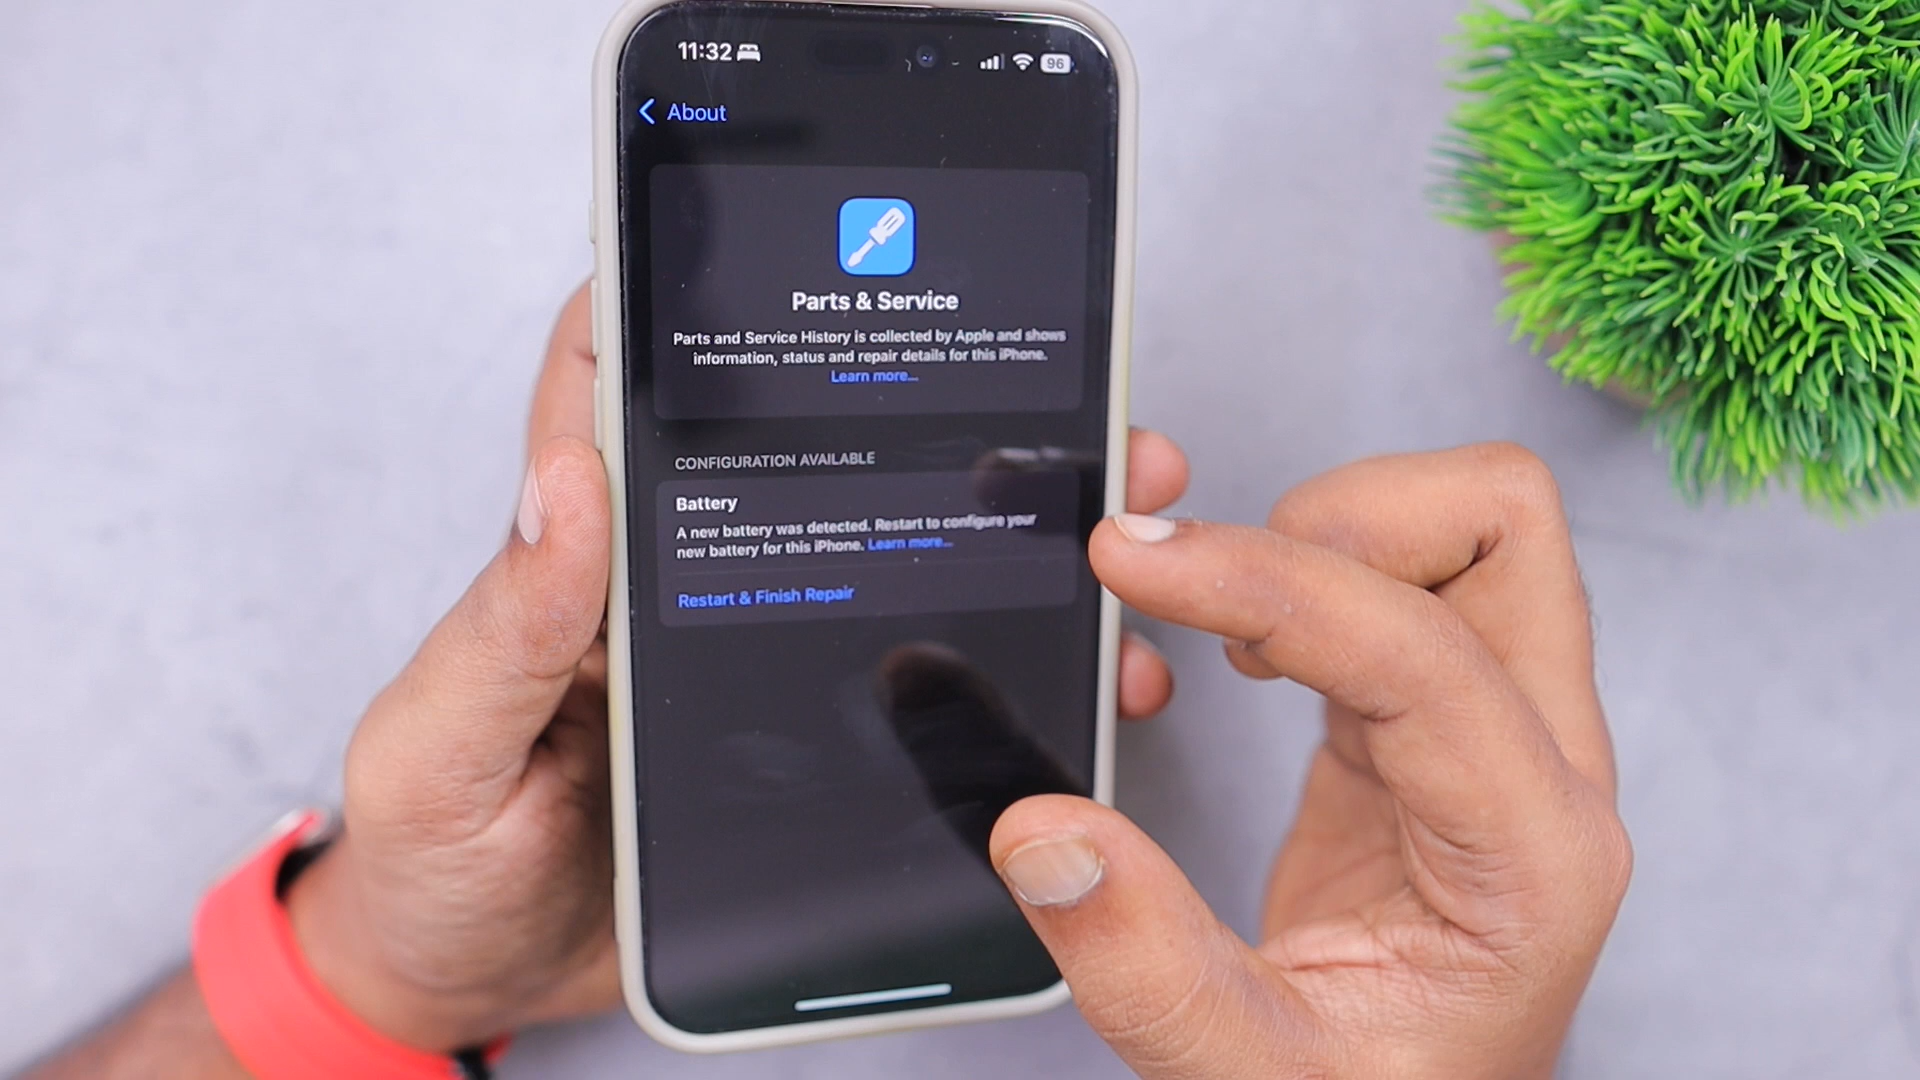 11:32
96
About
Parts & Service
Parts and Service History is collected by Apple and shows
information, status and repair details for this iPhone.
Learn more...
CONFIGURATION AVAILABLE
Battery
A new battery was detected. Restart to configure your
new battery for this iPhone. Learn more...
Restart & Finish Repair